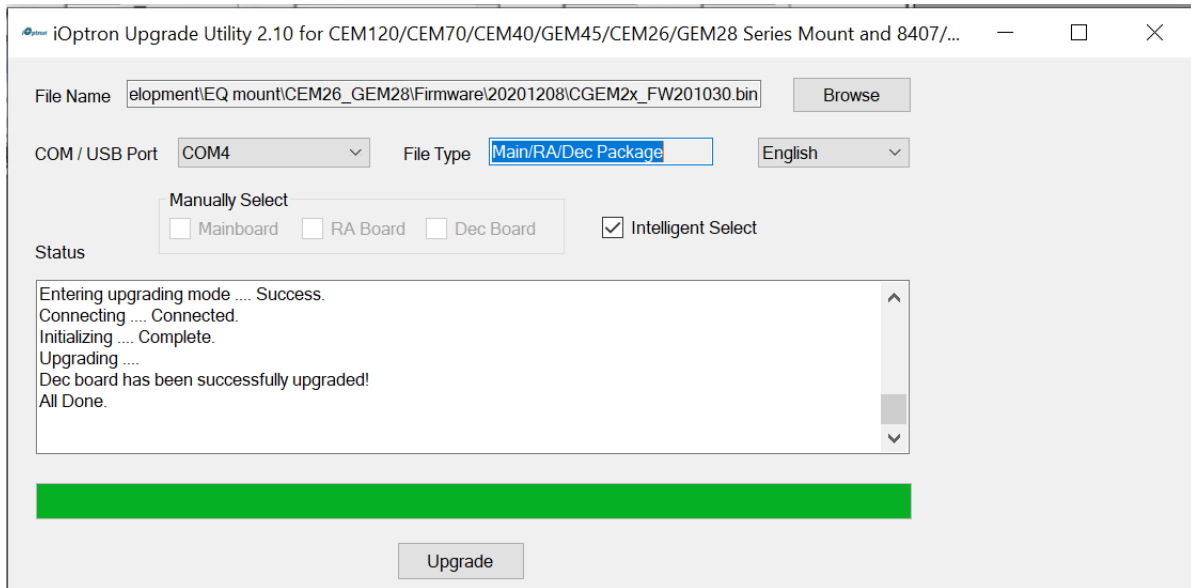 iOptron iOptron Upgrade Utility 2.10 for CEM120/CEM70/CEM40/GEM45/CEM26/GEM28 Series Mount and 8407/...
File Name elopment\EQ mount\CEM26_GEM28\Firmware\20201208\CGEM2x_FW201030.bin Browse
COM / USB Port COM4 File Type Main/RA/Dec Package English
Manually Select
Mainboard RA Board Dec Board Intelligent Select
Status
Entering upgrading mode .... Success.
Connecting .... Connected.
Initializing .... Complete.
Upgrading ....
Dec board has been successfully upgraded!
All Done.
Upgrade